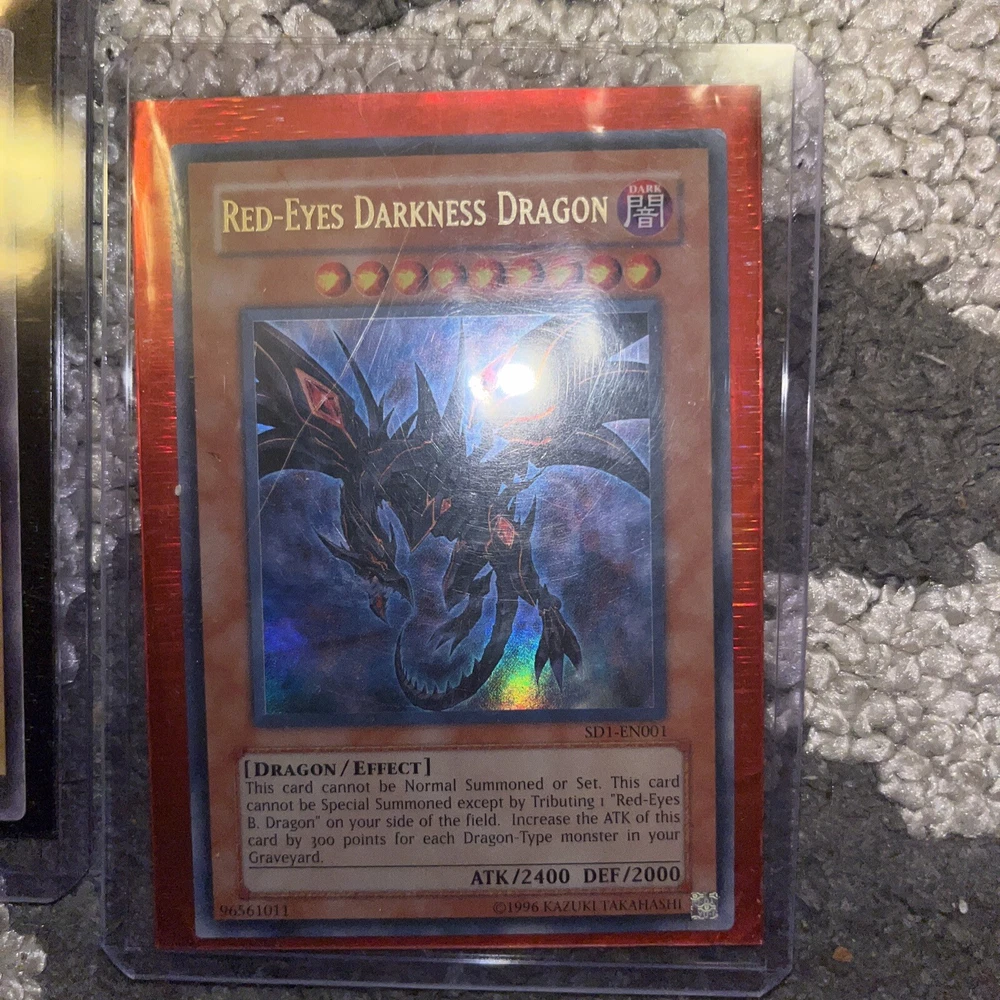 RED-EYES DARKNESS DRAGON
DARK
闇
SD1-EN001
[DRAGON/EFFECT]
This card cannot be Normal Summoned or Set. This card
cannot be Special Summoned except by Tributing 1 "Red-Eyes
B. Dragon" on your side of the field. Increase the ATK of this
card by 300 points for each Dragon-Type monster in your
Graveyard.
ATK/2400 DEF/2000
96561011
©1996 KAZUKI TAKAHASHI